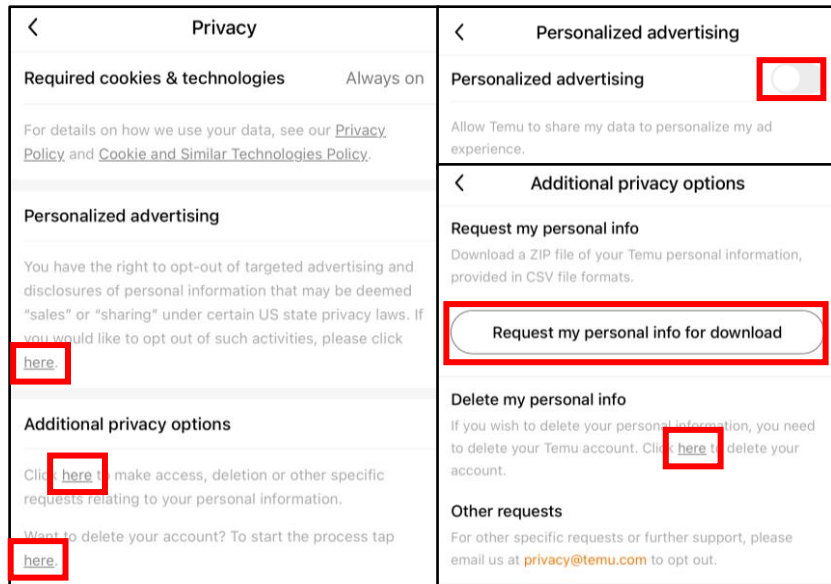 Privacy
Required cookies & technologies Always on
For details on how we use your data, see our Privacy
Policy and Cookie and Similar Technologies Policy.
Personalized advertising
You have the right to opt-out of targeted advertising and
disclosures of personal information that may be deemed
“sales” or “sharing” under certain US state privacy laws. If
you would like to opt out of such activities, please click
here.
Additional privacy options
Click here to make access, deletion or other specific
requests relating to your personal information.
Want to delete your account? To start the process tap
here.
Personalized advertising
Personalized advertising
Allow Temu to share my data to personalize my ad
experience.
Additional privacy options
Request my personal info
Download a ZIP file of your Temu personal information,
provided in CSV file formats.
Request my personal info for download
Delete my personal info
If you wish to delete your personal information, you need
to delete your Temu account. Click here to delete your
account.
Other requests
For other specific requests or further support, please
email us at privacy@temu.com to opt out.